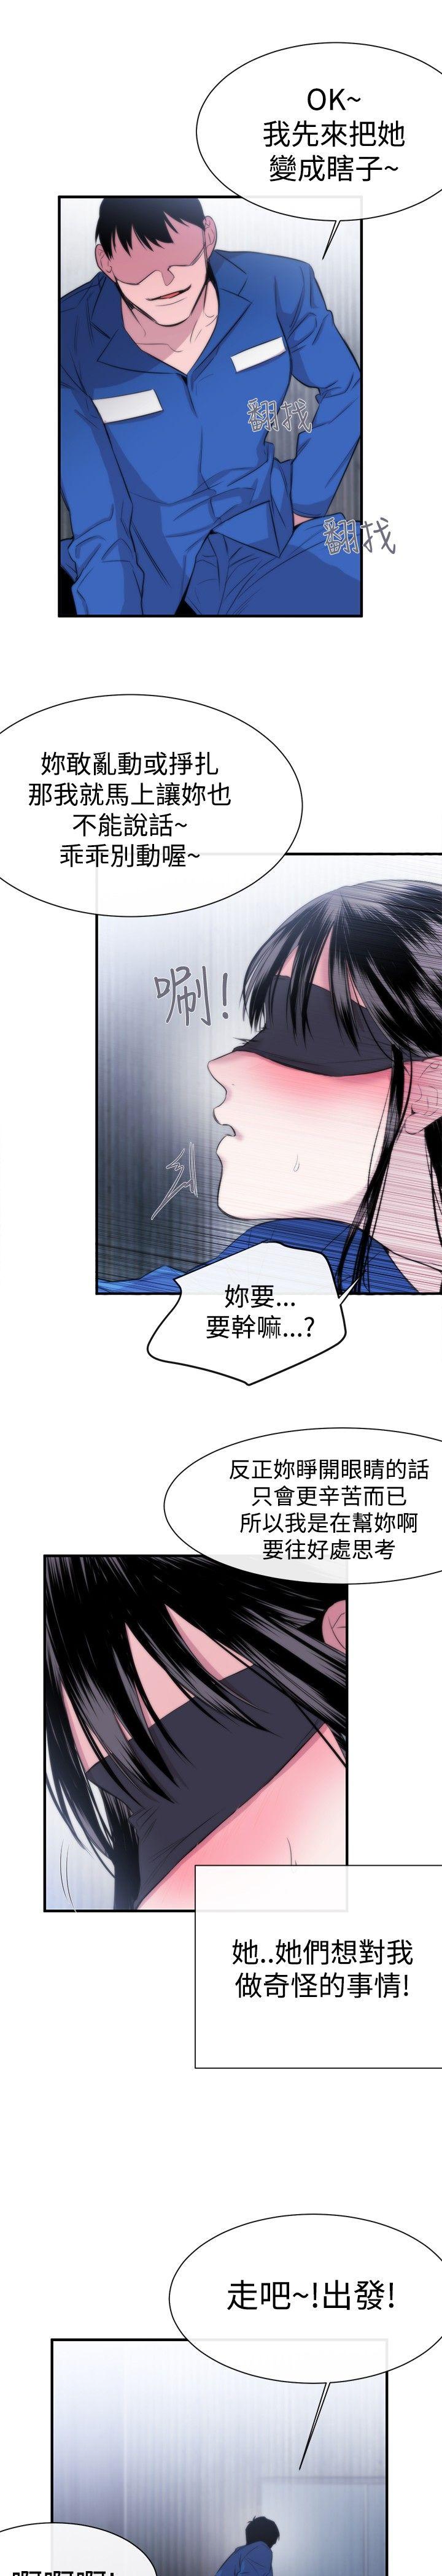 OK~
我先來把她
變成瞎子~
翻找
翻找
妳敢亂動或掙扎
那我就馬上讓妳也
不能說話~
乖乖別動喔~
唰!
妳要...
要幹嘛...?
反正妳睜開眼睛的話
只會更辛苦而已
所以我是在幫妳啊
要往好處思考
她..她們想對我
做奇怪的事情!
走吧~!出發!
啊啊啊!